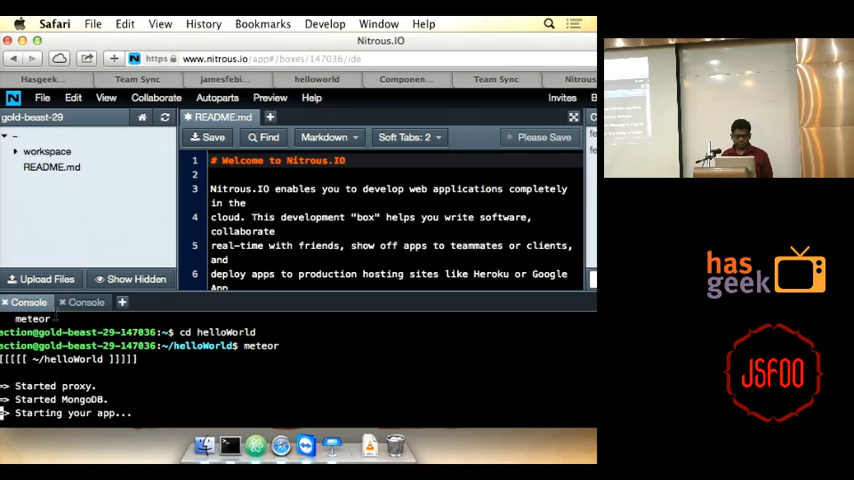 Safari File Edit View History Bookmarks Develop Window Help
Nitrous.IO
https www.nitrous.io/app#/boxes/147036/ide
Hasgeek... Team Sync jamesfebi... helloworld Componen... Team Sync Nitrous
N File Edit View Collaborate Autoparts Preview Help Invites B
gold-beast-29
README.md
Save Find Markdown Soft Tabs: 2 Please Save
~
workspace
README.md
1 # Welcome to Nitrous.IO
2
3 Nitrous.IO enables you to develop web applications completely
in the
4 cloud. This development "box" helps you write software,
collaborate
5 real-time with friends, show off apps to teammates or clients,
and
6 deploy apps to production hosting sites like Heroku or Google
App
Upload Files Show Hidden
Console Console
meteor
action@gold-beast-29-147036:~$ cd helloWorld
action@gold-beast-29-147036:~/helloWorld$ meteor
[[[[[ ~/helloWorld ]]]]]
=> Started proxy.
=> Started MongoDB.
=> Starting your app...
has
geek
JSFOO